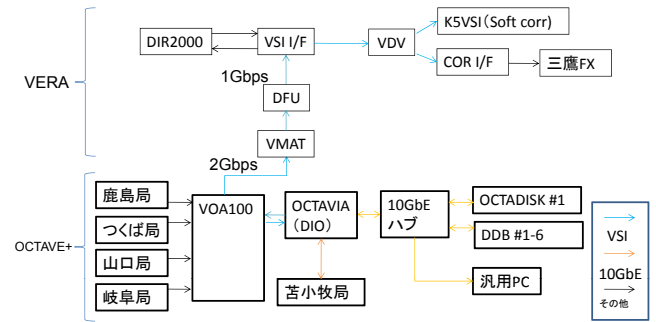 K5VSI（Soft corr)
DIR2000
VSI I/F
VDV
COR I/F
三鷹FX
VERA
1Gbps
DFU
VMAT
2Gbps
鹿島局
つくば局
山口局
岐阜局
OCTAVE+
VOA100
OCTAVIA
（DIO）
10GbE
ハブ
OCTADISK #1
DDB #1-6
汎用PC
苫小牧局
VSI
10GbE
その他